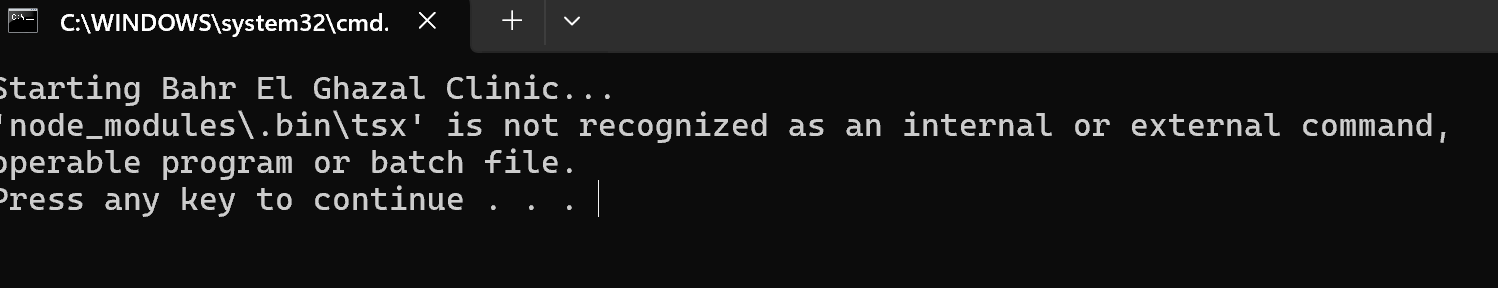 C:\WINDOWS\system32\cmd.
Starting Bahr El Ghazal Clinic...
'node_modules\.bin\tsx' is not recognized as an internal or external command,
operable program or batch file.
Press any key to continue . . .